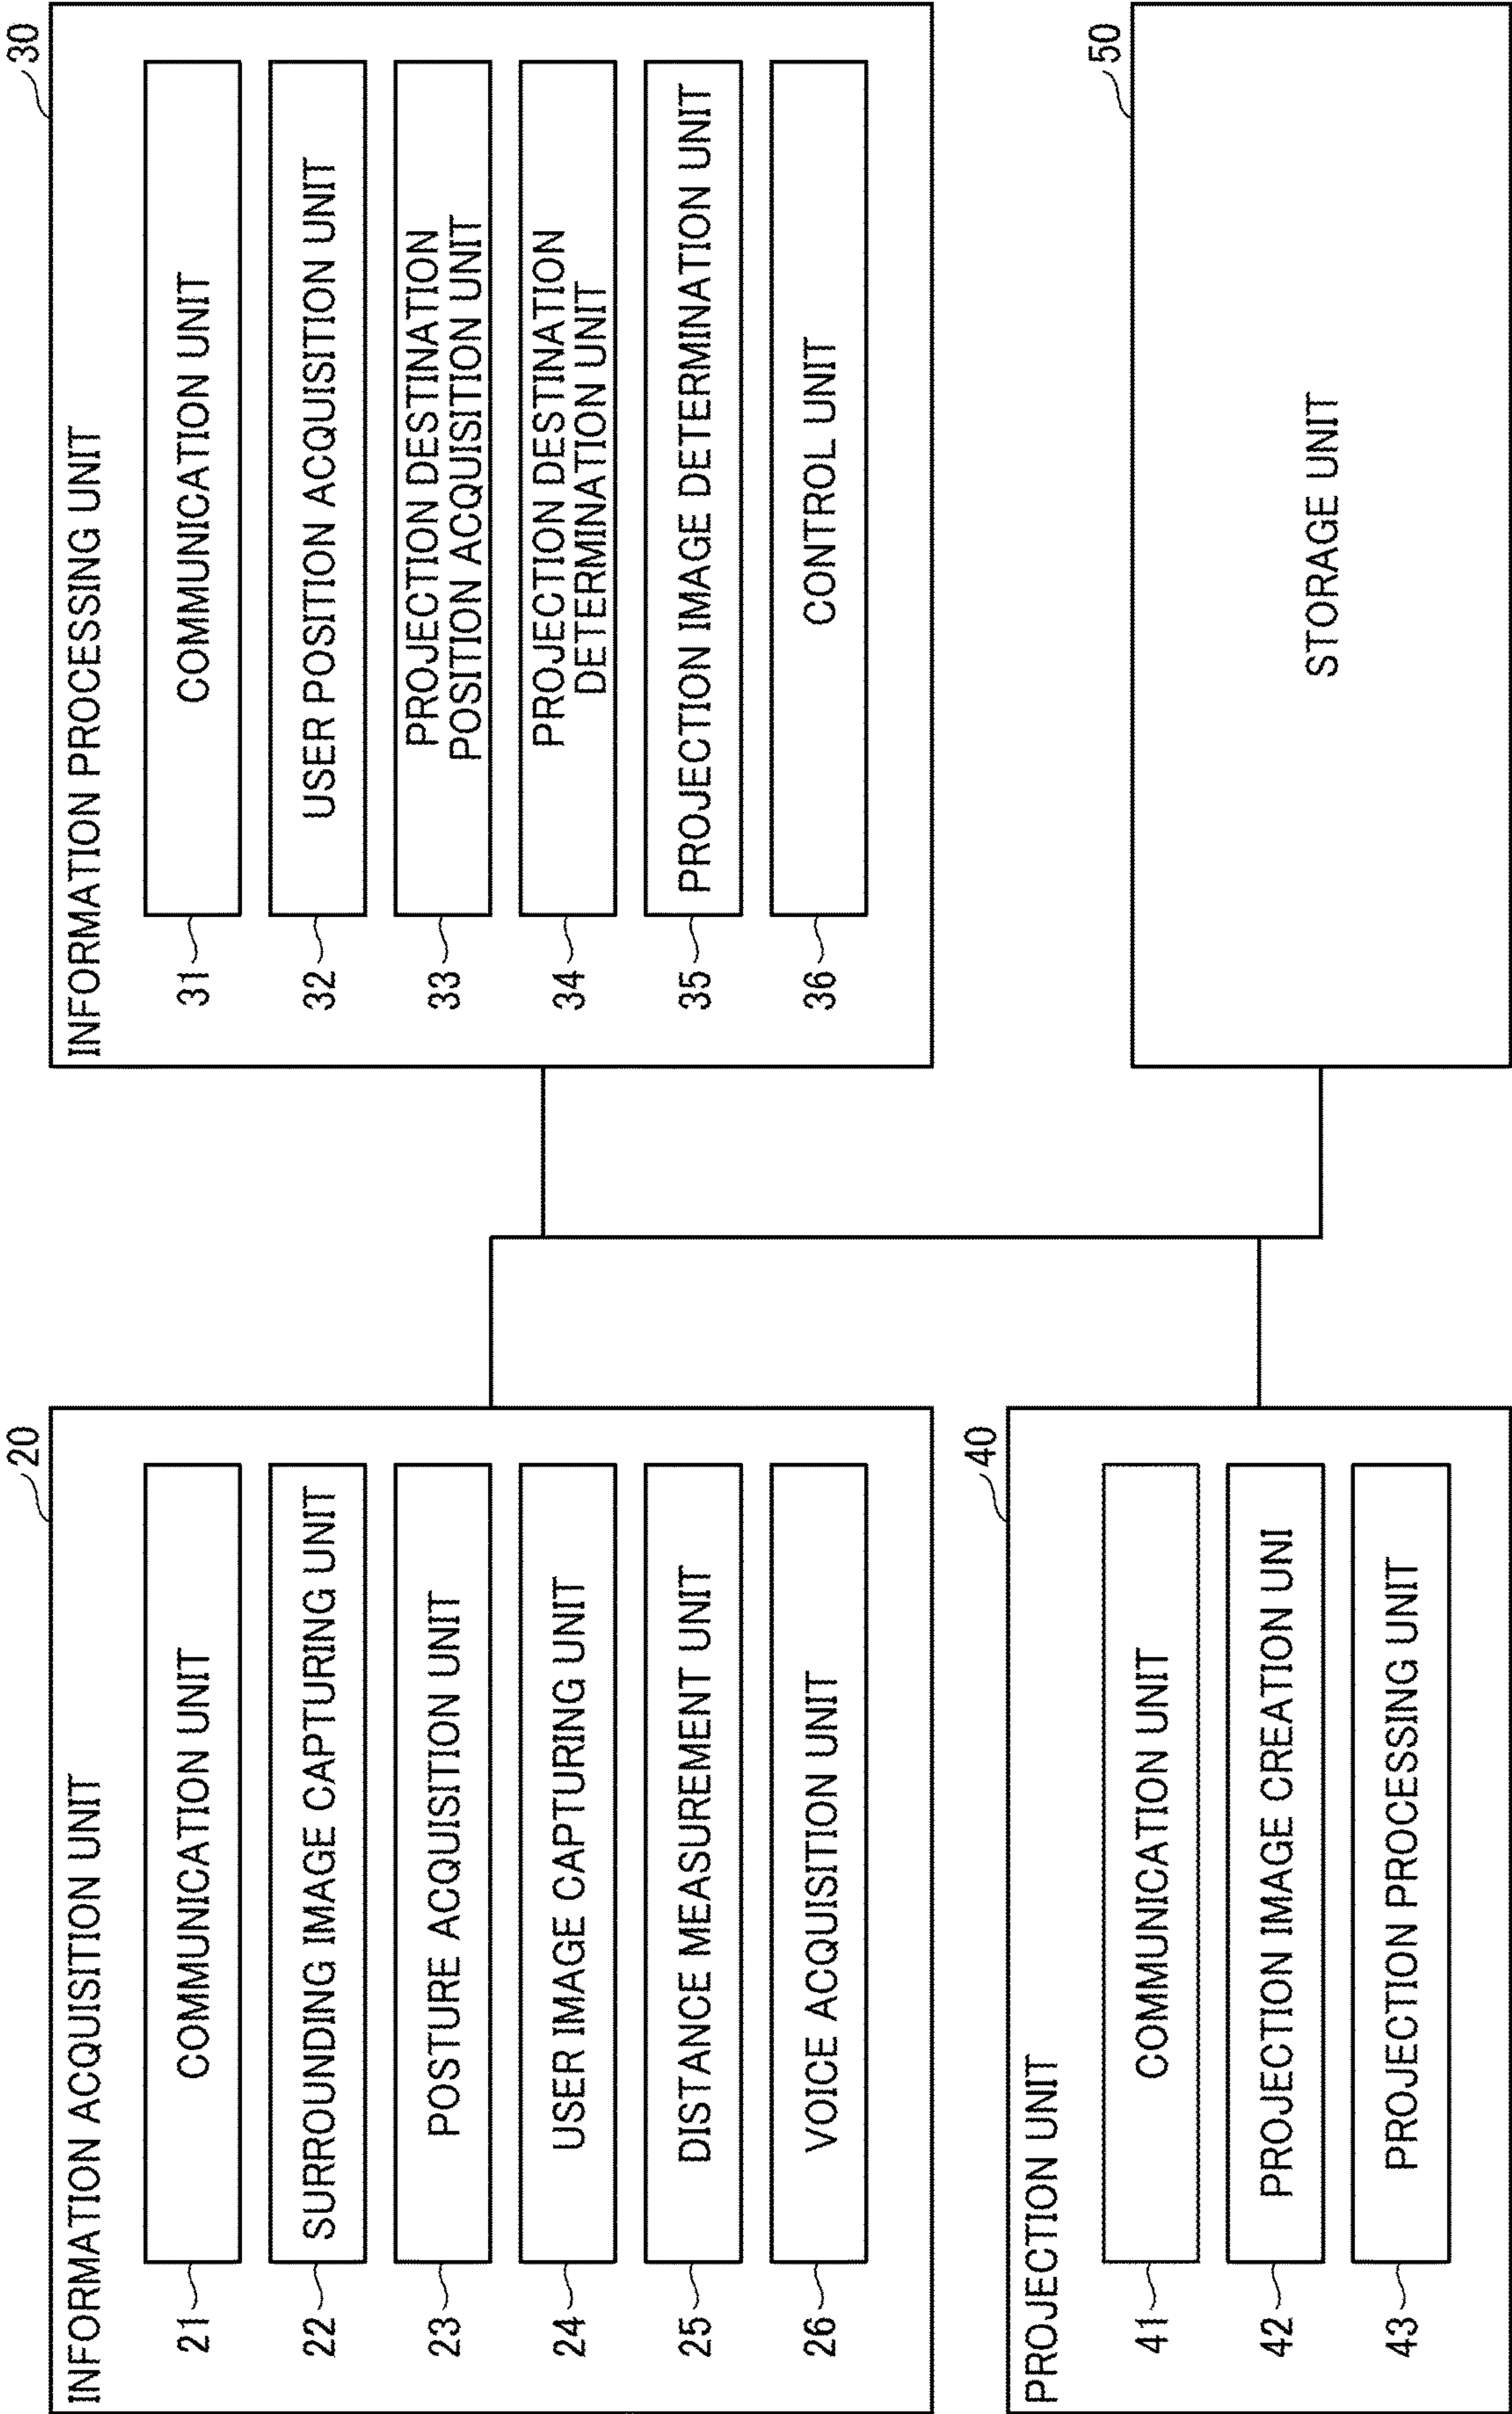 INFORMATION ACQUISITION UNIT
20
21
COMMUNICATION UNIT
22
SURROUNDING IMAGE CAPTURING UNIT
23
POSTURE ACQUISITION UNIT
24
USER IMAGE CAPTURING UNIT
25
DISTANCE MEASUREMENT UNIT
26
VOICE ACQUISITION UNIT
INFORMATION PROCESSING UNIT
30
31
COMMUNICATION UNIT
32
USER POSITION ACQUISITION UNIT
33
PROJECTION DESTINATION
POSITION ACQUISITION UNIT
34
PROJECTION DESTINATION
DETERMINATION UNIT
35
PROJECTION IMAGE DETERMINATION UNIT
36
CONTROL UNIT
PROJECTION UNIT
40
41
COMMUNICATION UNIT
42
PROJECTION IMAGE CREATION UNI
43
PROJECTION PROCESSING UNIT
50
STORAGE UNIT